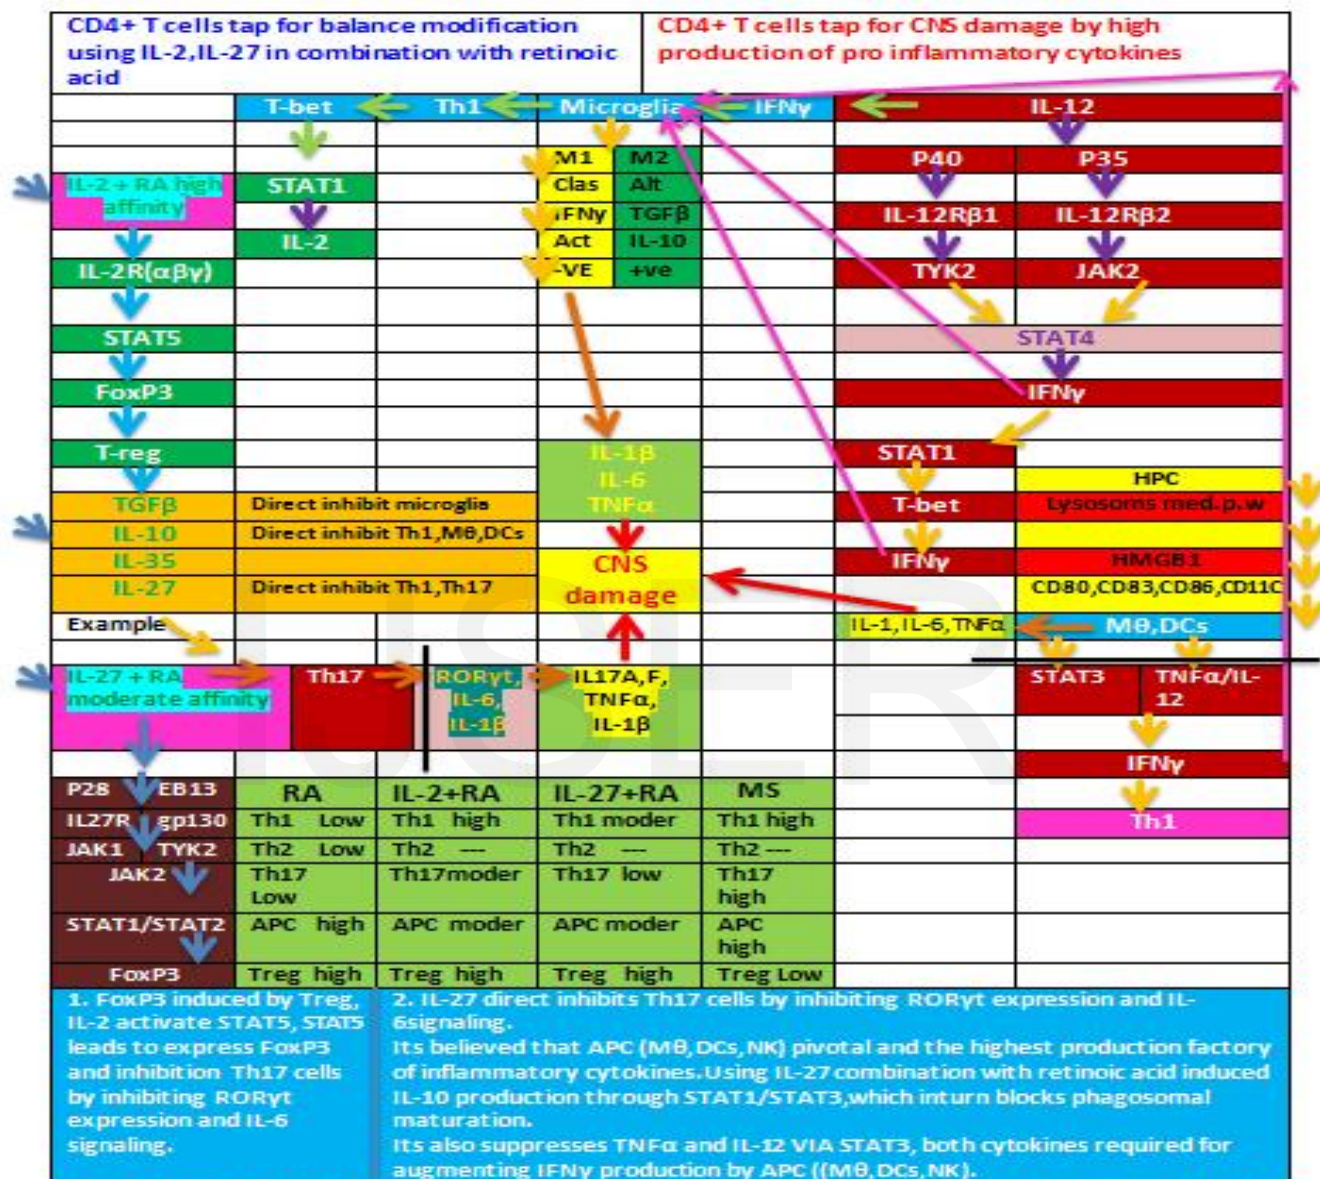 CD4+ T cells tap for balance modification
using IL-2,IL-27 in combination with retinoic
acid
CD4+ T cells tap for CNS damage by high
production of pro inflammatory cytokines
T-bet Th1 Microglia IFNγ IL-12
M1 M2 P40 P35
IL-2 + RA high
affinity
STAT1 Clas Alt
IFNγ TGFβ IL-12Rβ1 IL-12Rβ2
IL-2 Act IL-10
IL-2R(αβγ) -VE +ve TYK2 JAK2
STAT5 STAT4
FoxP3 IFNγ
T-reg IL-1β STAT1
IL-6 HPC
TGFβ Direct inhibit microglia TNFα T-bet Lysosoms med.p.w
IL-10 Direct inhibit Th1,Mθ,DCs
IL-35 CNS
damage
IFNγ HMGB1
IL-27 Direct inhibit Th1,Th17 CD80,CD83,CD86,CD11C
Example IL-1, IL-6, TNFα Mθ,DCs
IL-27 + RA
moderate affinity
Th17
RORγt,
IL-6,
IL-1β
IL17A,F,
TNFα,
IL-1β
STAT3
TNFα/IL-
12
IFNγ
Th1
P28 EB13 RA IL-2+RA IL-27+RA MS
IL27R gp130 Th1 Low Th1 high Th1 moder Th1 high
JAK1 TYK2 Th2 Low Th2 --- Th2 --- Th2 ---
JAK2 Th17
Low
Th17moder Th17 low Th17
high
STAT1/STAT2 APC high APC moder APC moder APC
high
FoxP3 Treg high Treg high Treg high Treg Low
1. FoxP3 induced by Treg,
IL-2 activate STAT5, STAT5
leads to express FoxP3
and inhibition Th17 cells
by inhibiting RORγt
expression and IL-6
signaling.
2. IL-27 direct inhibits Th17 cells by inhibiting RORγt expression and IL-
6signaling.
Its believed that APC (Mθ,DCs,NK) pivotal and the highest production factory
of inflammatory cytokines.Using IL-27 combination with retinoic acid induced
IL-10 production through STAT1/STAT3,which inturn blocks phagosomal
maturation.
Its also suppresses TNFα and IL-12 VIA STAT3, both cytokines required for
augmenting IFNγ production by APC ((Mθ,DCs,NK).
IJSER